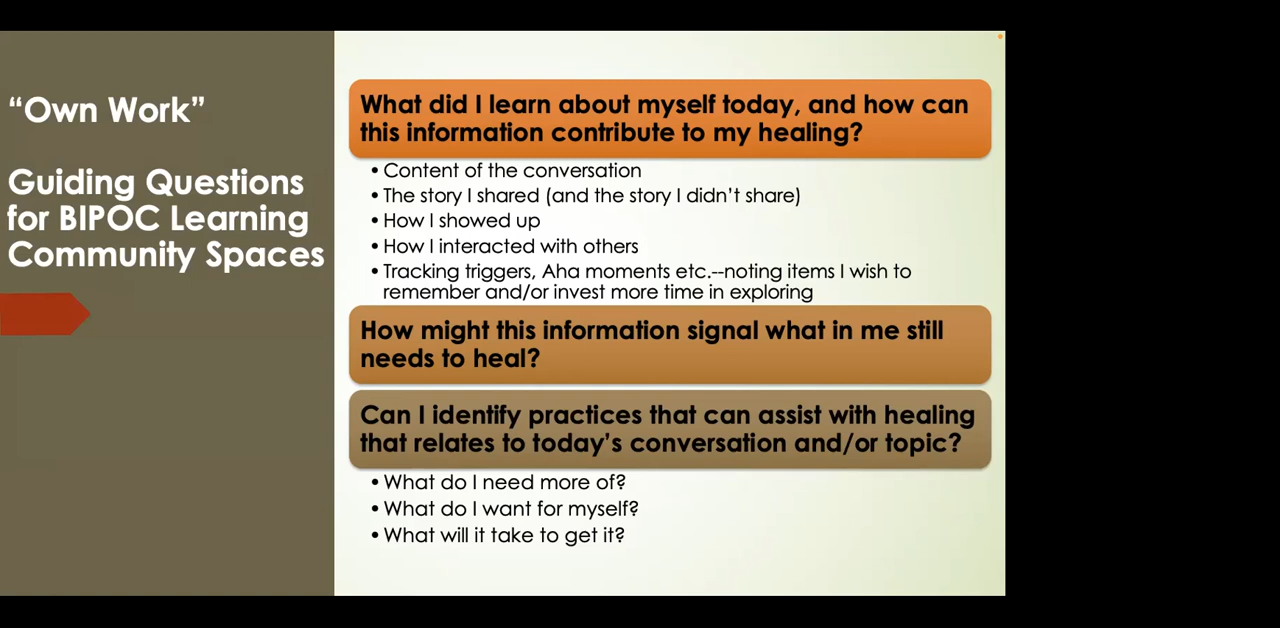 “Own Work”
Guiding Questions
for BIPOC Learning
Community Spaces
What did I learn about myself today, and how can
this information contribute to my healing?
• Content of the conversation
• The story I shared (and the story I didn’t share)
• How I showed up
• How I interacted with others
• Tracking triggers, Aha moments etc.--noting items I wish to
remember and/or invest more time in exploring
How might this information signal what in me still
needs to heal?
Can I identify practices that can assist with healing
that relates to today’s conversation and/or topic?
• What do I need more of?
• What do I want for myself?
• What will it take to get it?